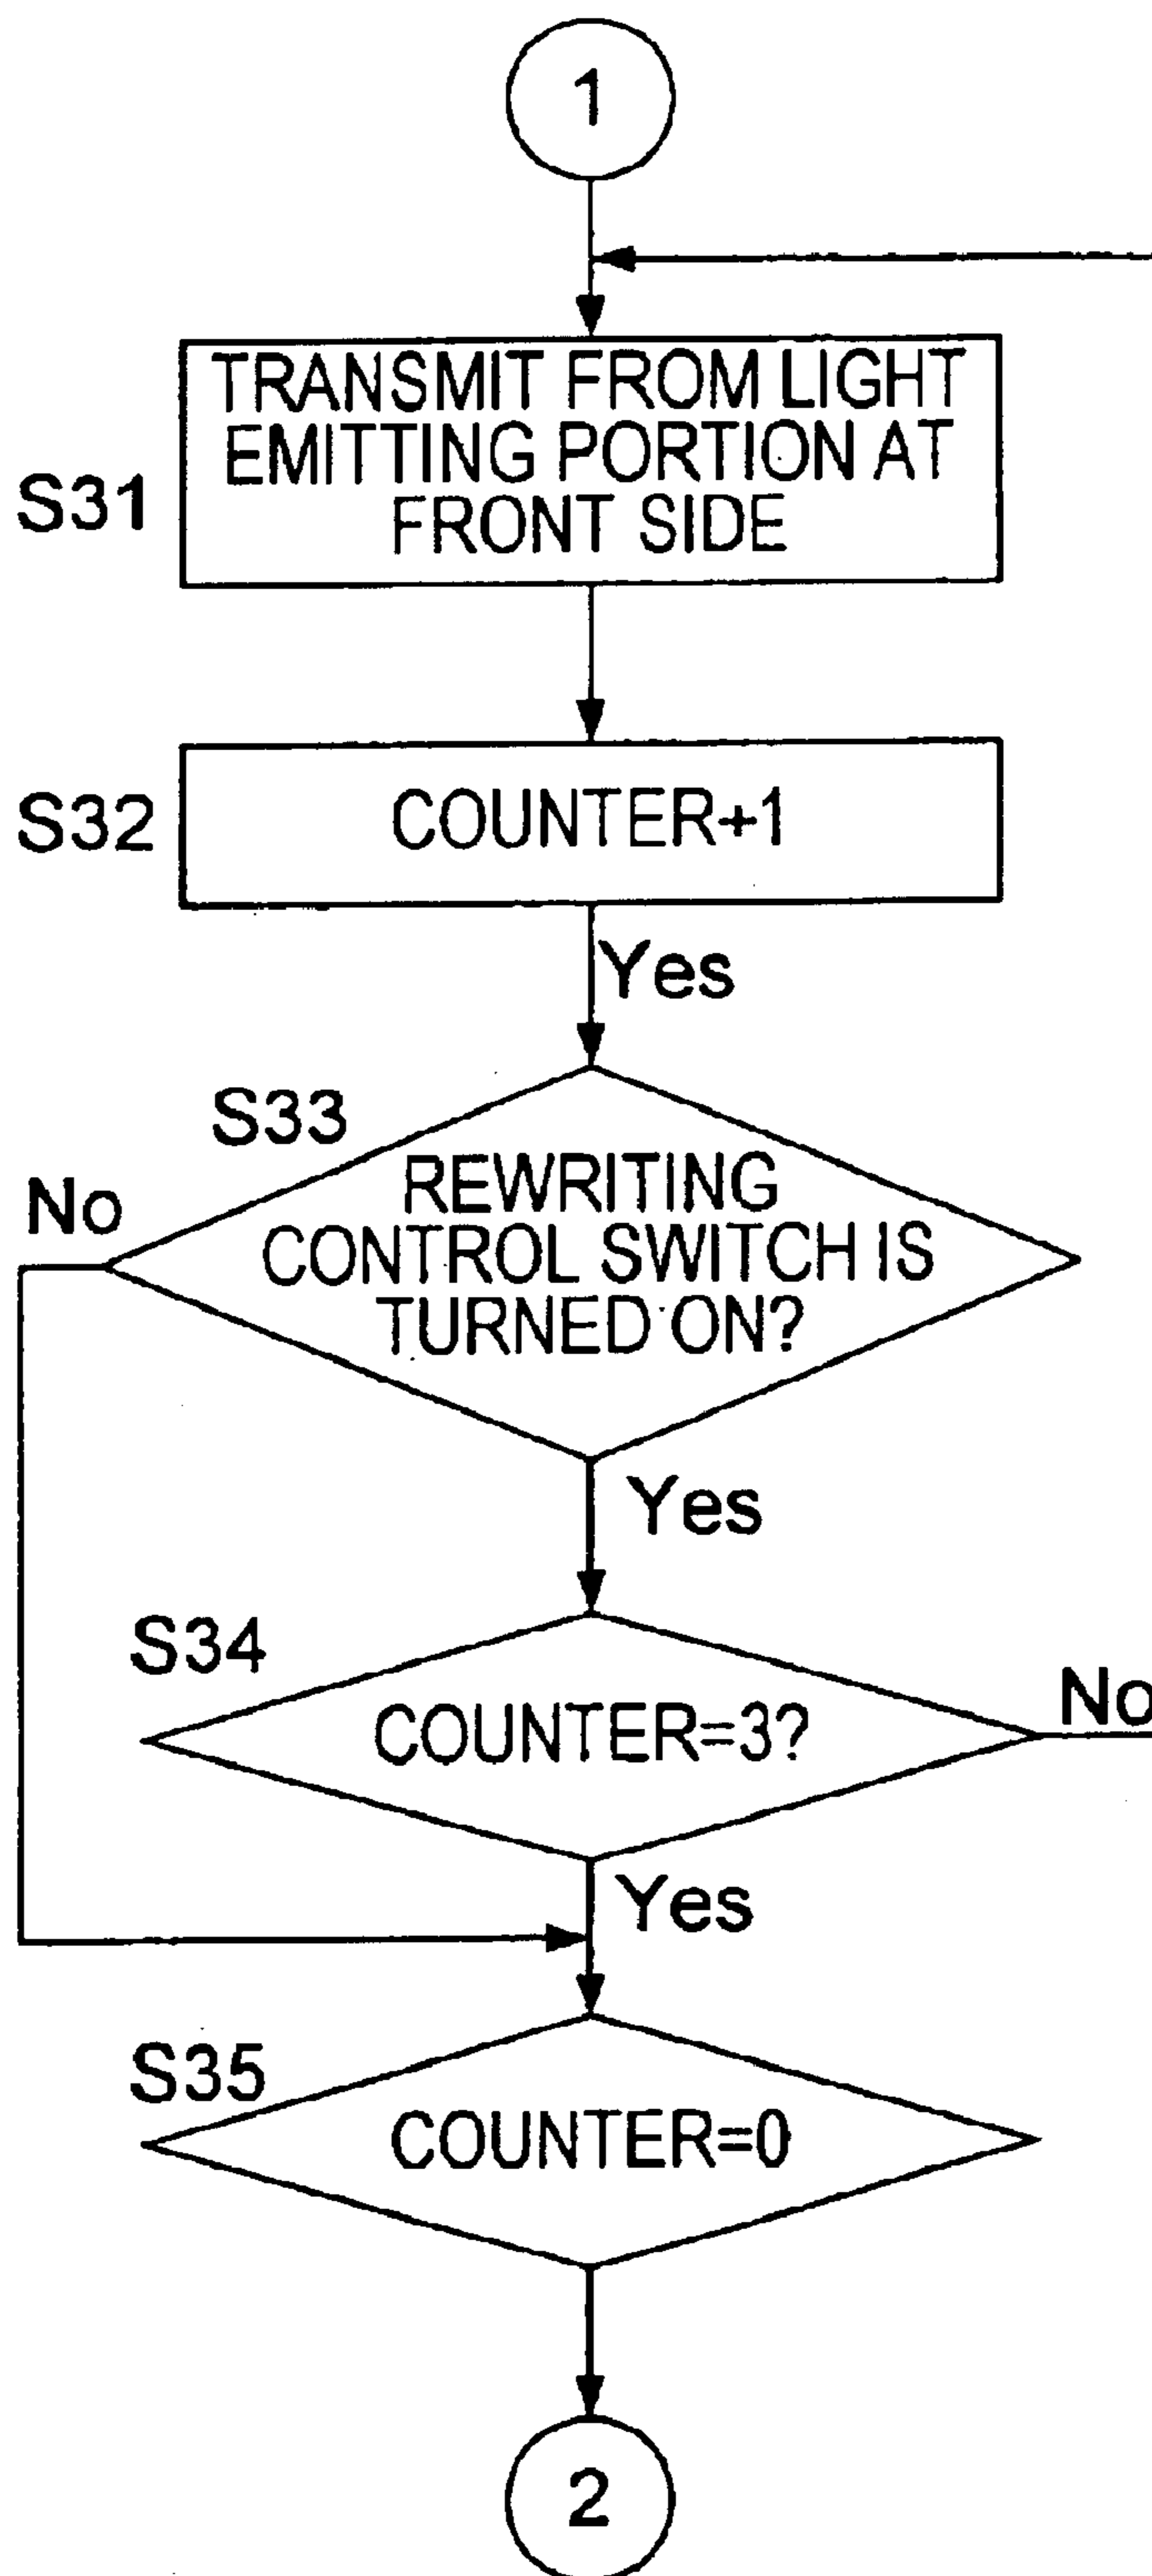 1
TRANSMIT FROM LIGHT
EMITTING PORTION AT
FRONT SIDE
S31
S32
COUNTER+1
Yes
S33
No
REWRITING
CONTROL SWITCH IS
TURNED ON?
Yes
S34
COUNTER=3?
No
Yes
S35
COUNTER=0
2